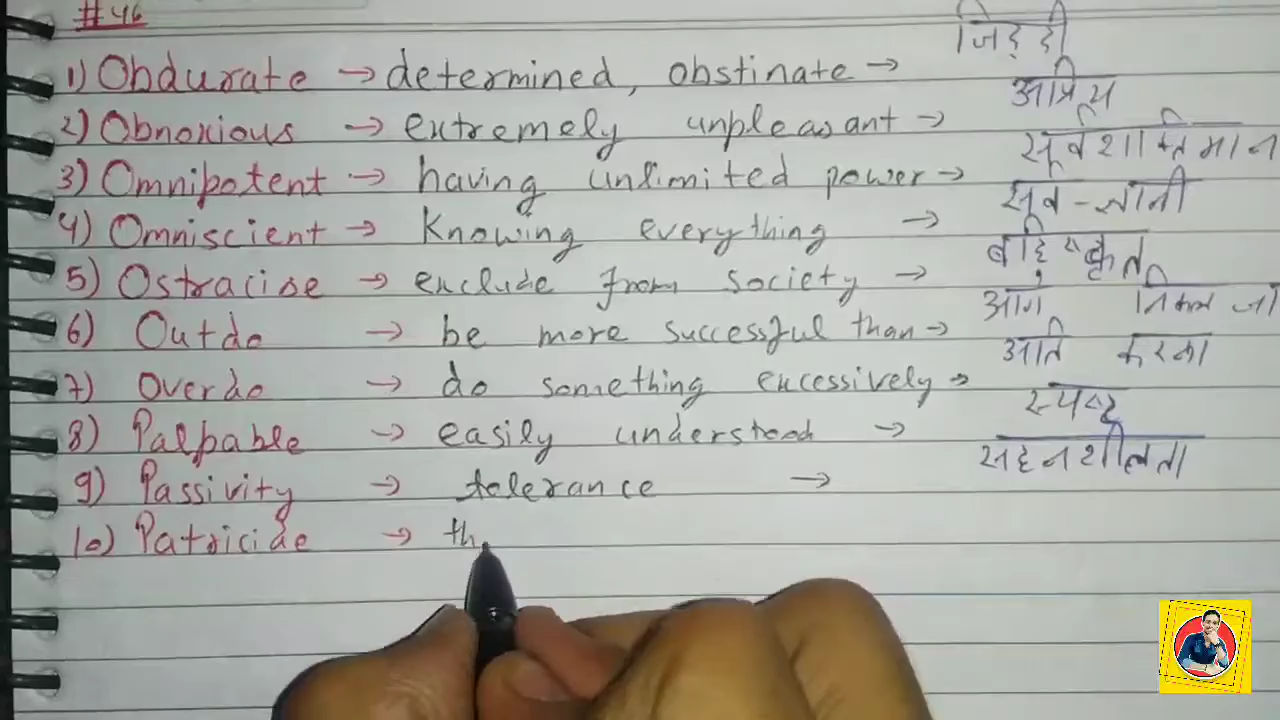 #46
1) Obdurate → determined, obstinate → जिद्दी
2) Obnoxious → extremely unpleasant → अप्रिय
3) Omnipotent → having unlimited power → सर्वशक्तिमान
4) Omniscient → Knowing everything → सर्व-ज्ञानी
5) Ostracise → exclude from society → बहिष्कृत
6) Outdo → be more successful than → आगे निकल जा
7) Overdo → do something excessively → अति करना
8) Palpable → easily understood → स्पष्ट
9) Passivity → tolerance → सहनशीलता
10) Patricide → th